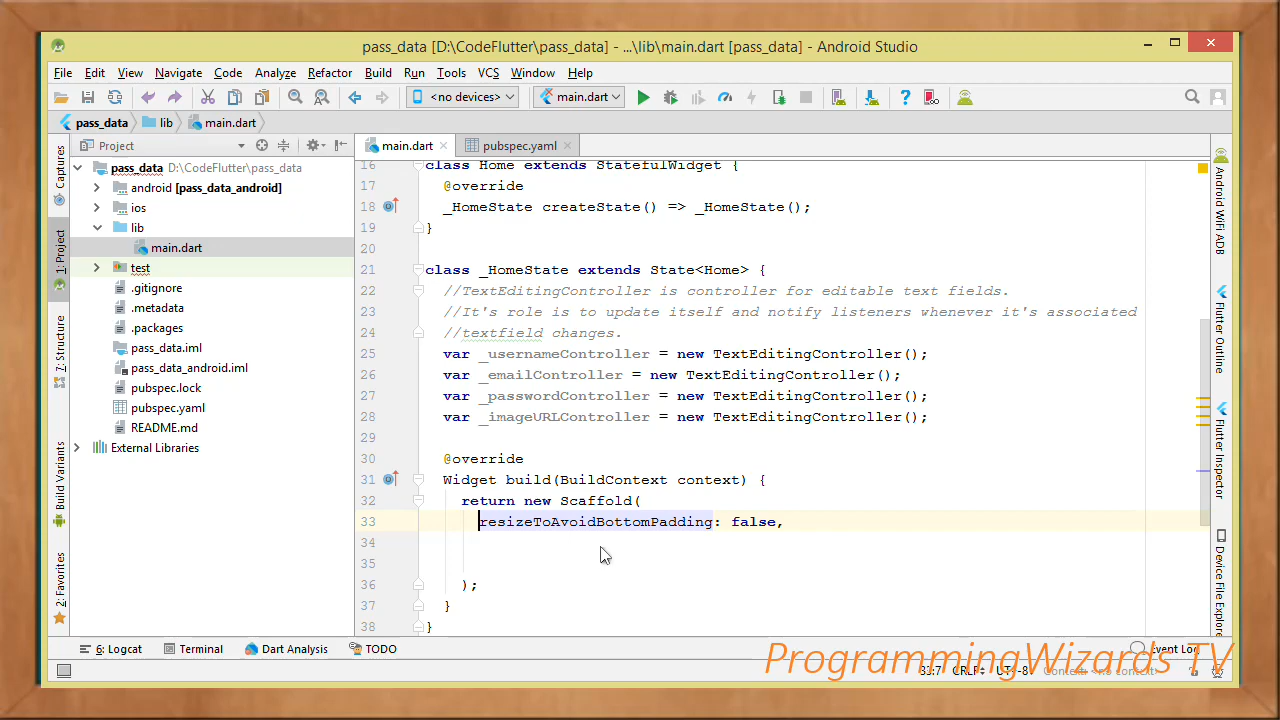 pass_data [D:\CodeFlutter\pass_data] - ...\lib\main.dart [pass_data] - Android Studio
File Edit View Navigate Code Analyze Refactor Build Run Tools VCS Window Help
<no devices> main.dart
pass_data lib main.dart
Project
main.dart pubspec.yaml
Captures
1: Project
7: Structure
Build Variants
2: Favorites
pass_data D:\CodeFlutter\pass_data
android [pass_data_android]
ios
lib
main.dart
test
.gitignore
.metadata
.packages
pass_data.iml
pass_data_android.iml
pubspec.lock
pubspec.yaml
README.md
External Libraries
16 class Home extends StatefulWidget {
17 @override
18 _HomeState createState() => _HomeState();
19 }
20
21 class _HomeState extends State<Home> {
22 //TextEditingController is controller for editable text fields.
23 //It's role is to update itself and notify listeners whenever it's associated
24 //textfield changes.
25 var _usernameController = new TextEditingController();
26 var _emailController = new TextEditingController();
27 var _passwordController = new TextEditingController();
28 var _imageURLController = new TextEditingController();
29
30 @override
31 Widget build(BuildContext context) {
32 return new Scaffold(
33 resizeToAvoidBottomPadding: false,
34
35
36 );
37 }
38 }
Android WiFi ADB
Flutter Outline
Flutter Inspector
Device File Explorer
6: Logcat Terminal Dart Analysis TODO Event Log
33:7 CRLF UTF-8 Context: <no context>
ProgrammingWizards TV